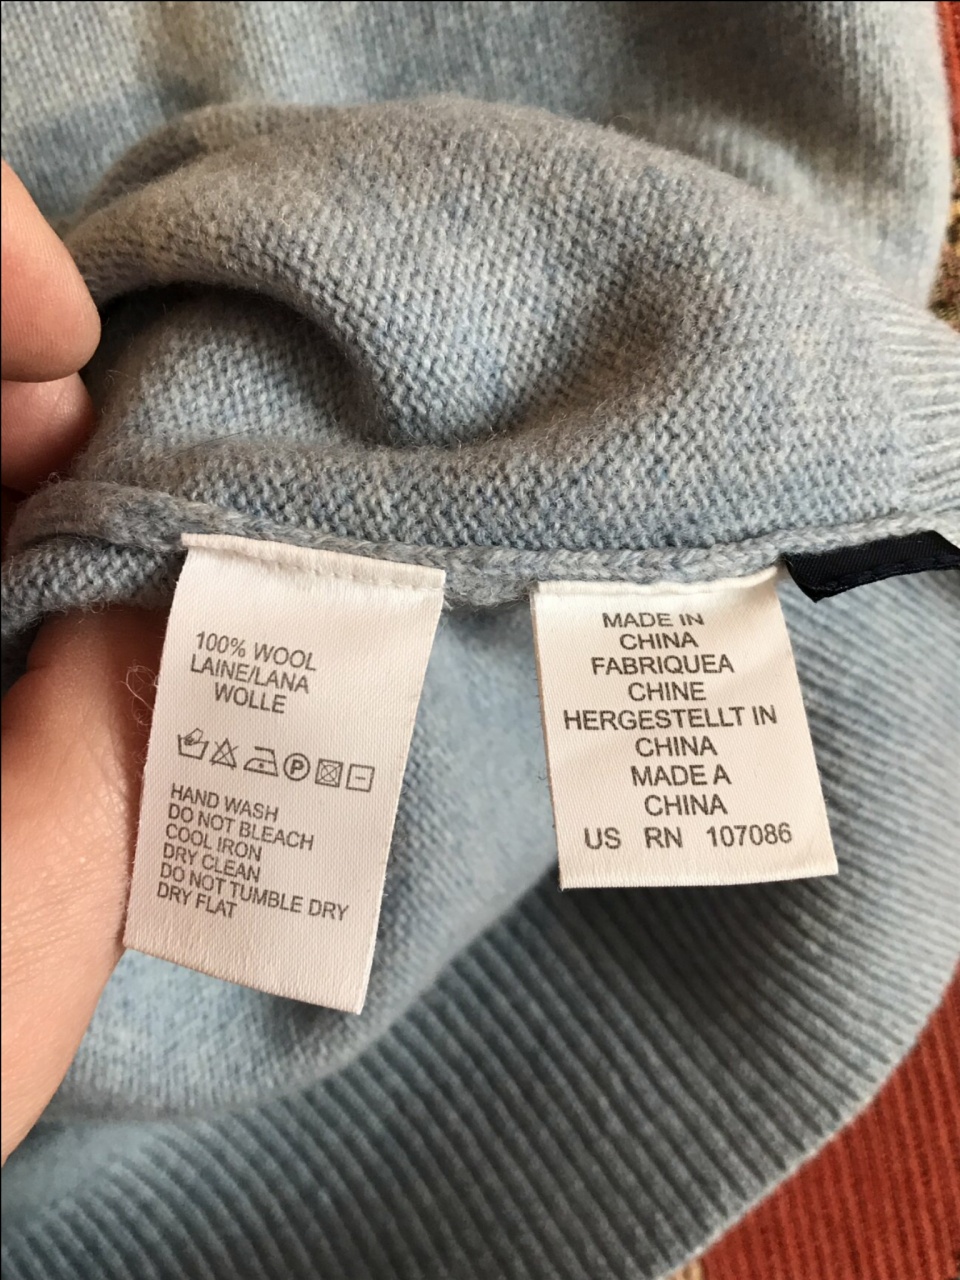 100% WOOL
LAINE/LANA
WOLLE
P
HAND WASH
DO NOT BLEACH
COOL IRON
DRY CLEAN
DO NOT TUMBLE DRY
DRY FLAT
MADE IN
CHINA
FABRIQUEA
CHINE
HERGESTELLT IN
CHINA
MADE A
CHINA
US RN 107086